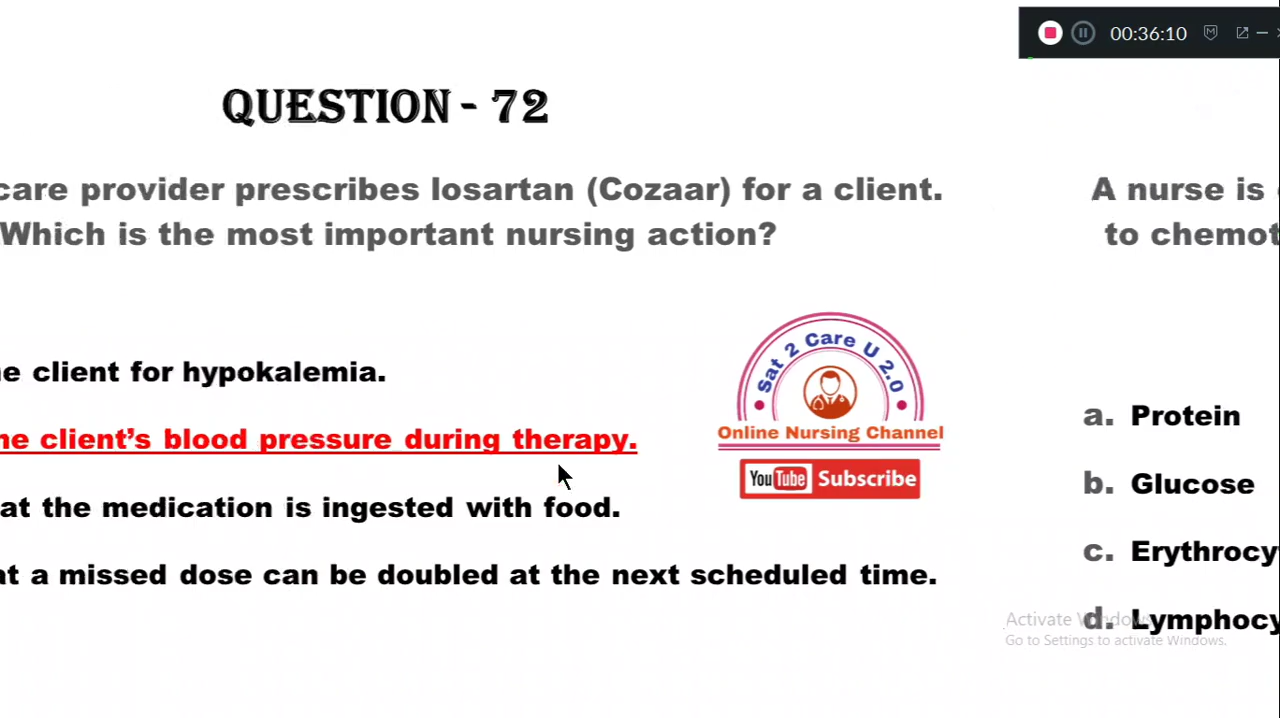 00:36:10
QUESTION - 72
care provider prescribes losartan (Cozaar) for a client.
Which is the most important nursing action?
client for hypokalemia.
client’s blood pressure during therapy.
at the medication is ingested with food.
at a missed dose can be doubled at the next scheduled time.
Sat 2 Care U 2.0
Online Nursing Channel
YouTube Subscribe
A nurse is
to chemot
a. Protein
b. Glucose
c. Erythrocy
d. Lymphocy
Activate Windows
Go to Settings to activate Windows.